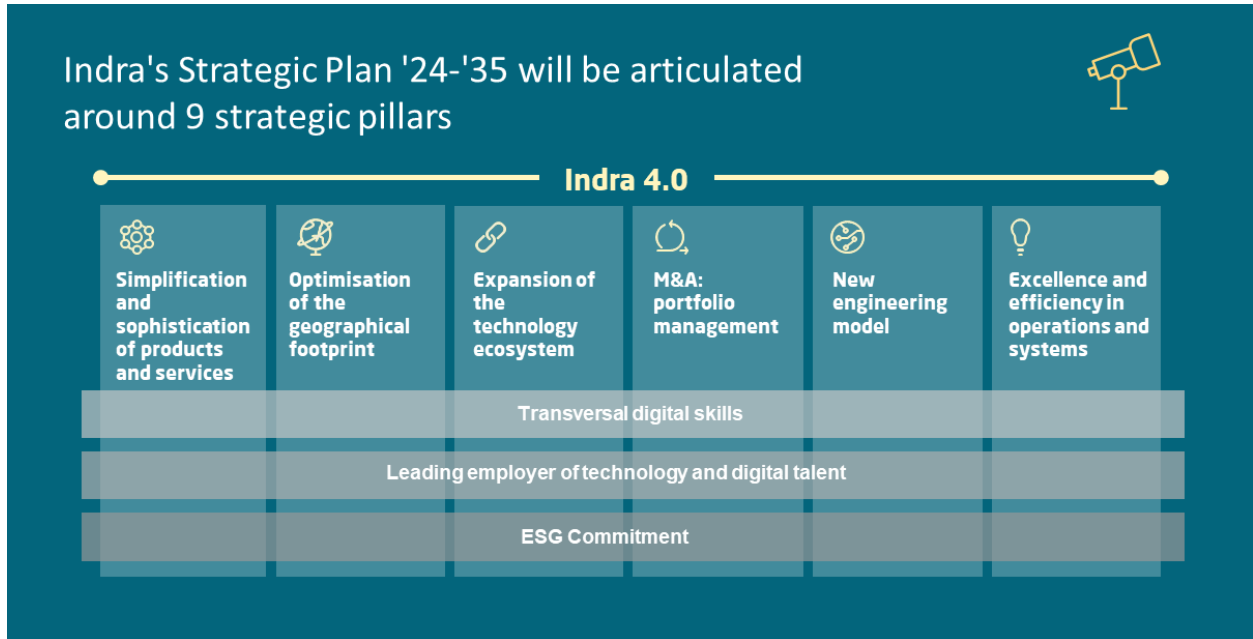 Indra's Strategic Plan '24-'35 will be articulated
around 9 strategic pillars
Indra 4.0
Simplification
and
sophistication
of products
and services
Optimisation
of the
geographical
footprint
Expansion of
the
technology
ecosystem
M&A:
portfolio
management
New
engineering
model
Excellence and
efficiency in
operations and
systems
Transversal digital skills
Leading employer of technology and digital talent
ESG Commitment